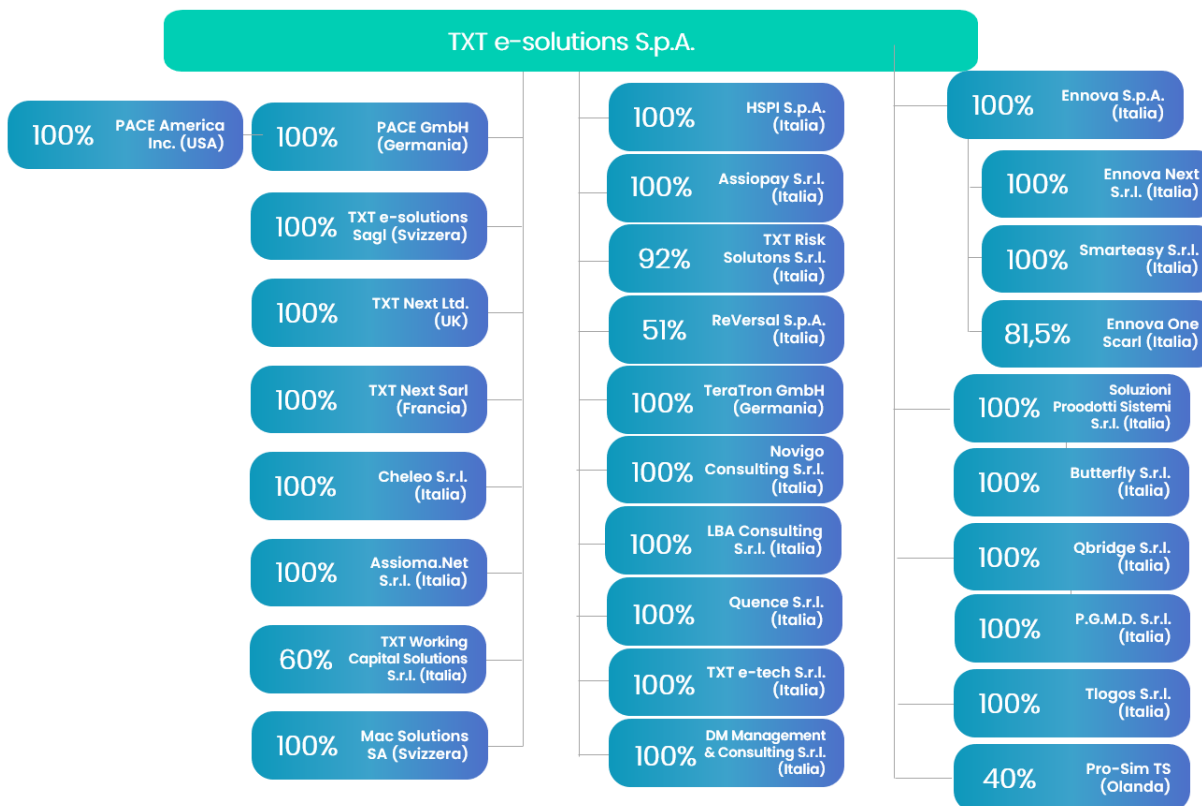 TXT e-solutions S.p.A.
100%
PACE America
Inc. (USA)
100%
PACE GmbH
(Germania)
100%
TXT e-solutions
Sagl (Svizzera)
100%
TXT Next Ltd.
(UK)
100%
TXT Next Sarl
(Francia)
100%
Cheleo S.r.l.
(Italia)
100%
Assioma.Net
S.r.l. (Italia)
60%
TXT Working
Capital Solutions
S.r.l. (Italia)
100%
Mac Solutions
SA (Svizzera)
100%
HSPI S.p.A.
(Italia)
100%
Assiopay S.r.l.
(Italia)
92%
TXT Risk
Solutons S.r.l.
(Italia)
51%
ReVersal S.p.A.
(Italia)
100%
TeraTron GmbH
(Germania)
100%
Novigo
Consulting S.r.l.
(Italia)
100%
LBA Consulting
S.r.l. (Italia)
100%
Quence S.r.l.
(Italia)
100%
TXT e-tech S.r.l.
(Italia)
100%
DM Management
& Consulting S.r.l.
(Italia)
100%
Ennova S.p.A.
(Italia)
100%
Ennova Next
S.r.l. (Italia)
100%
Smarteasy S.r.l.
(Italia)
81,5%
Ennova One
Scarl (Italia)
100%
Soluzioni
Proodotti Sistemi
S.r.l. (Italia)
100%
Butterfly S.r.l.
(Italia)
100%
Qbridge S.r.l.
(Italia)
100%
P.G.M.D. S.r.l.
(Italia)
100%
Tlogos S.r.l.
(Italia)
40%
Pro-Sim TS
(Olanda)